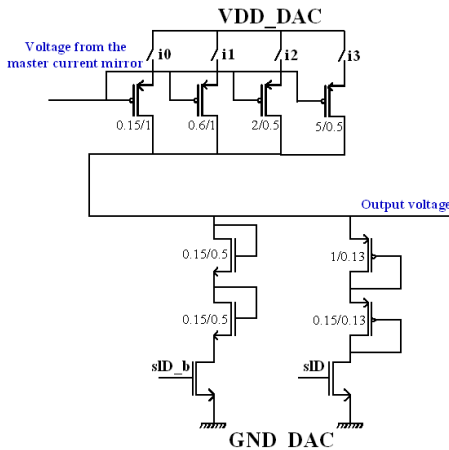 VDD_DAC
Voltage from the
master current mirror
i0
i1
i2
i3
0.15/1
0.6/1
2/0.5
5/0.5
Output voltage
0.15/0.5
1/0.13
0.15/0.5
0.15/0.13
slD_b
slD
GND_DAC